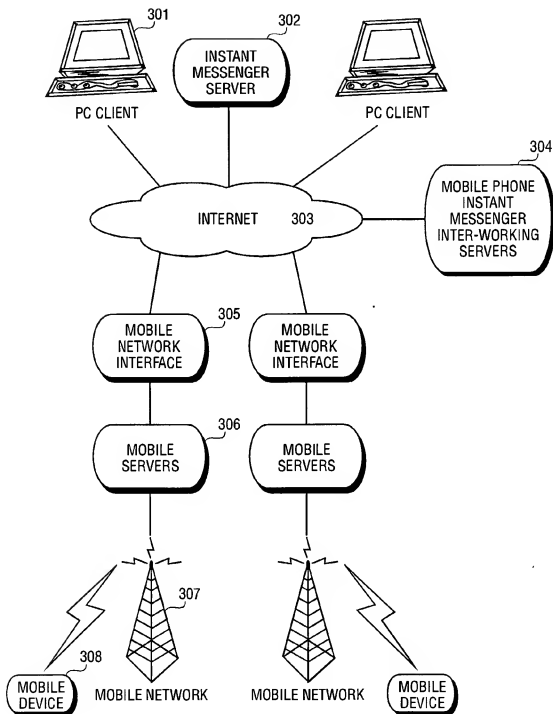 301
302
INSTANT
MESSENGER
SERVER
PC CLIENT
PC CLIENT
304
MOBILE PHONE
INSTANT
MESSENGER
INTER-WORKING
SERVERS
INTERNET 303
305
MOBILE
NETWORK
INTERFACE
MOBILE
NETWORK
INTERFACE
306
MOBILE
SERVERS
MOBILE
SERVERS
307
308
MOBILE
DEVICE
MOBILE NETWORK
MOBILE NETWORK
MOBILE
DEVICE